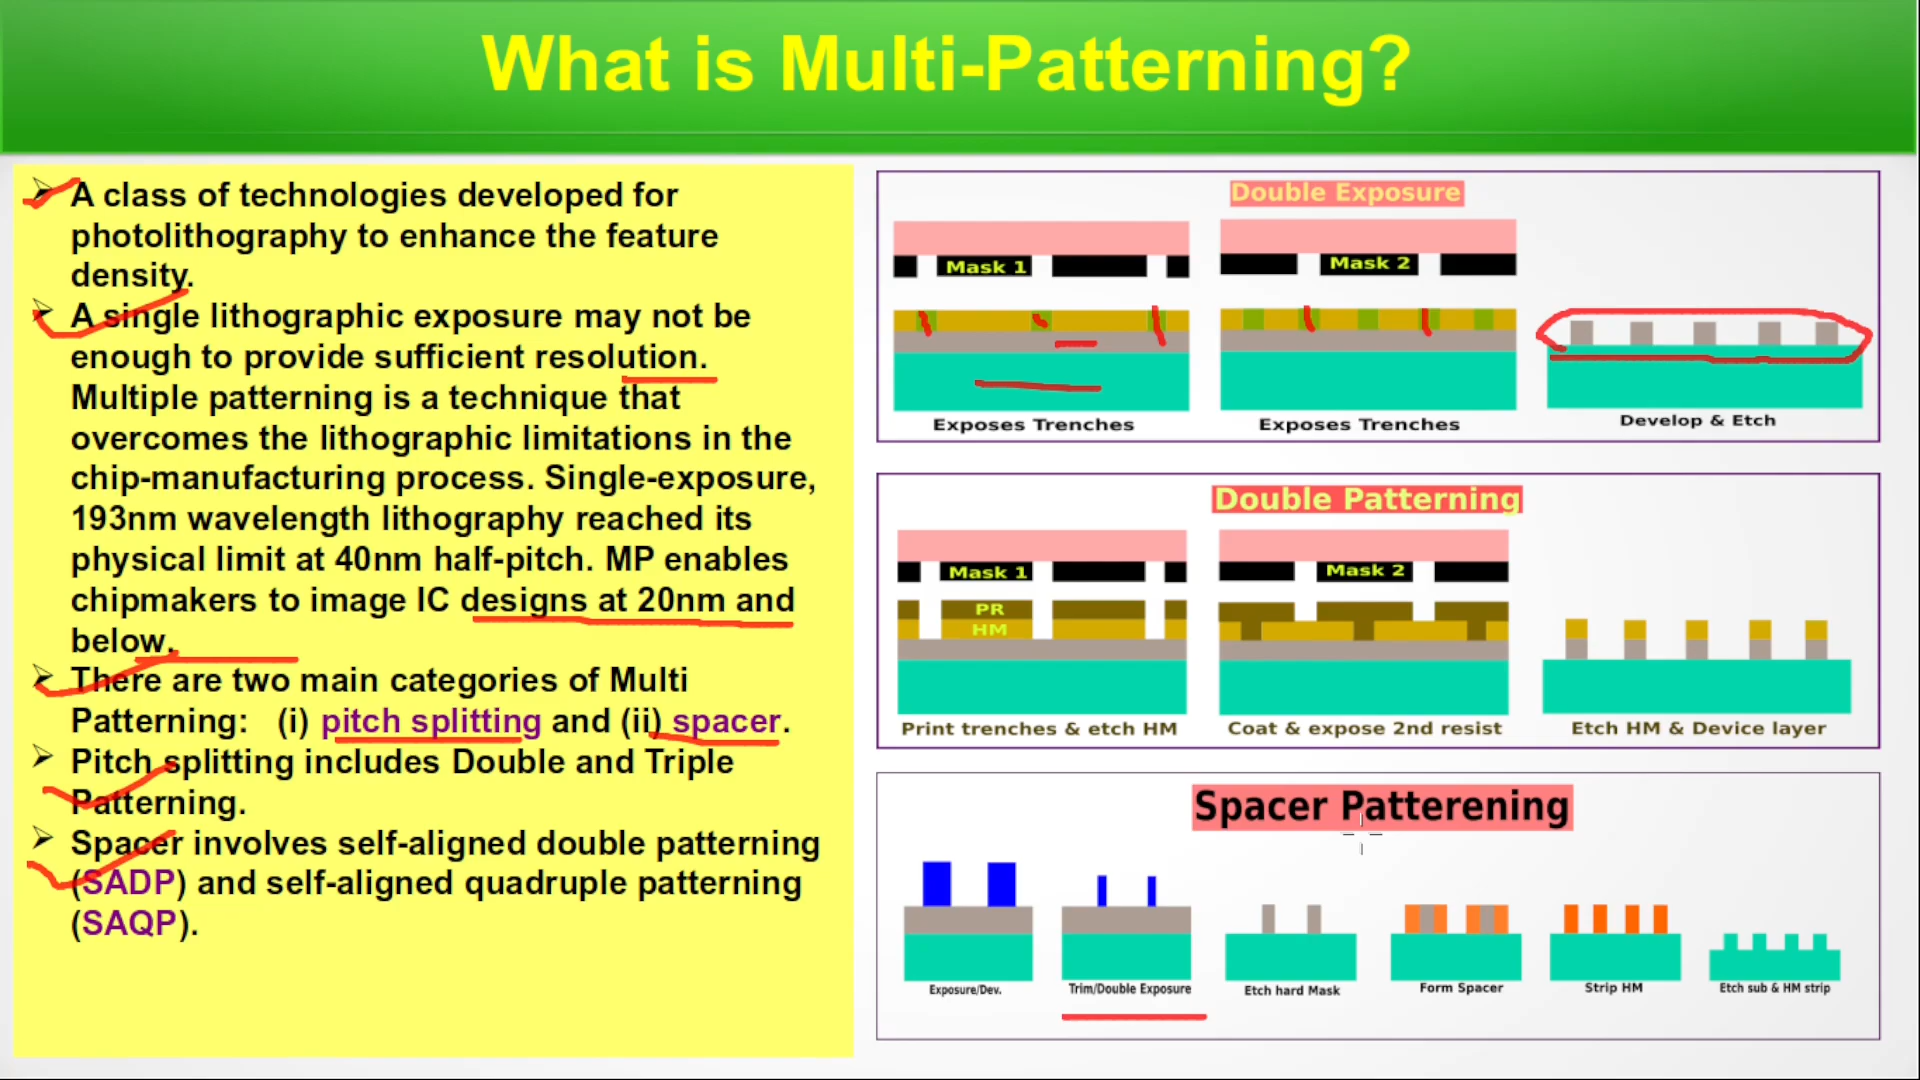 What is Multi-Patterning?
A class of technologies developed for
photolithography to enhance the feature
density.
A single lithographic exposure may not be
enough to provide sufficient resolution.
Multiple patterning is a technique that
overcomes the lithographic limitations in the
chip-manufacturing process. Single-exposure,
193nm wavelength lithography reached its
physical limit at 40nm half-pitch. MP enables
chipmakers to image IC designs at 20nm and
below.
There are two main categories of Multi
Patterning: (i) pitch splitting and (ii) spacer.
Pitch splitting includes Double and Triple
Patterning.
Spacer involves self-aligned double patterning
(SADP) and self-aligned quadruple patterning
(SAQP).
Double Exposure
Mask 1
Mask 2
Exposes Trenches
Exposes Trenches
Develop & Etch
Double Patterning
Mask 1
Mask 2
PR
HM
Print trenches & etch HM
Coat & expose 2nd resist
Etch HM & Device layer
Spacer Patterening
Exposure/Dev.
Trim/Double Exposure
Etch hard Mask
Form Spacer
Strip HM
Etch sub & HM strip